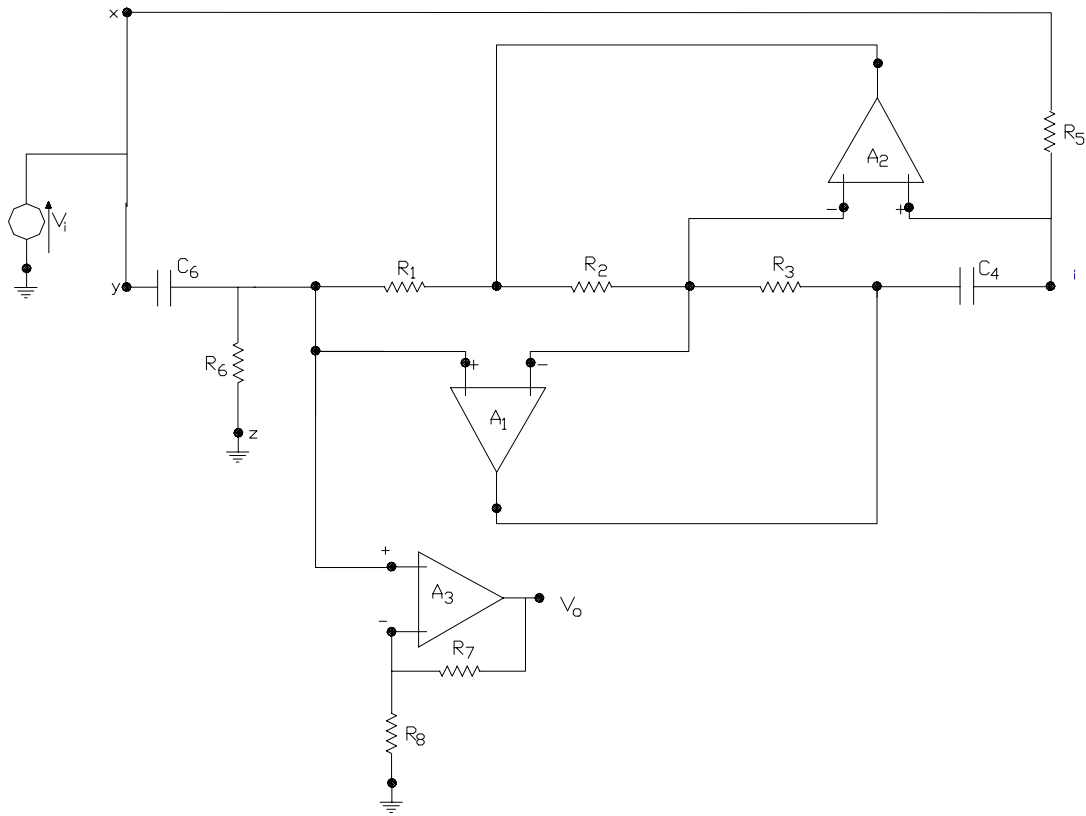 x
A2
R5
Vi
- +
C6
R1
R2
R3
C4
i
y
R6
+ -
A1
z
+
A3
Vo
-
R7
R8